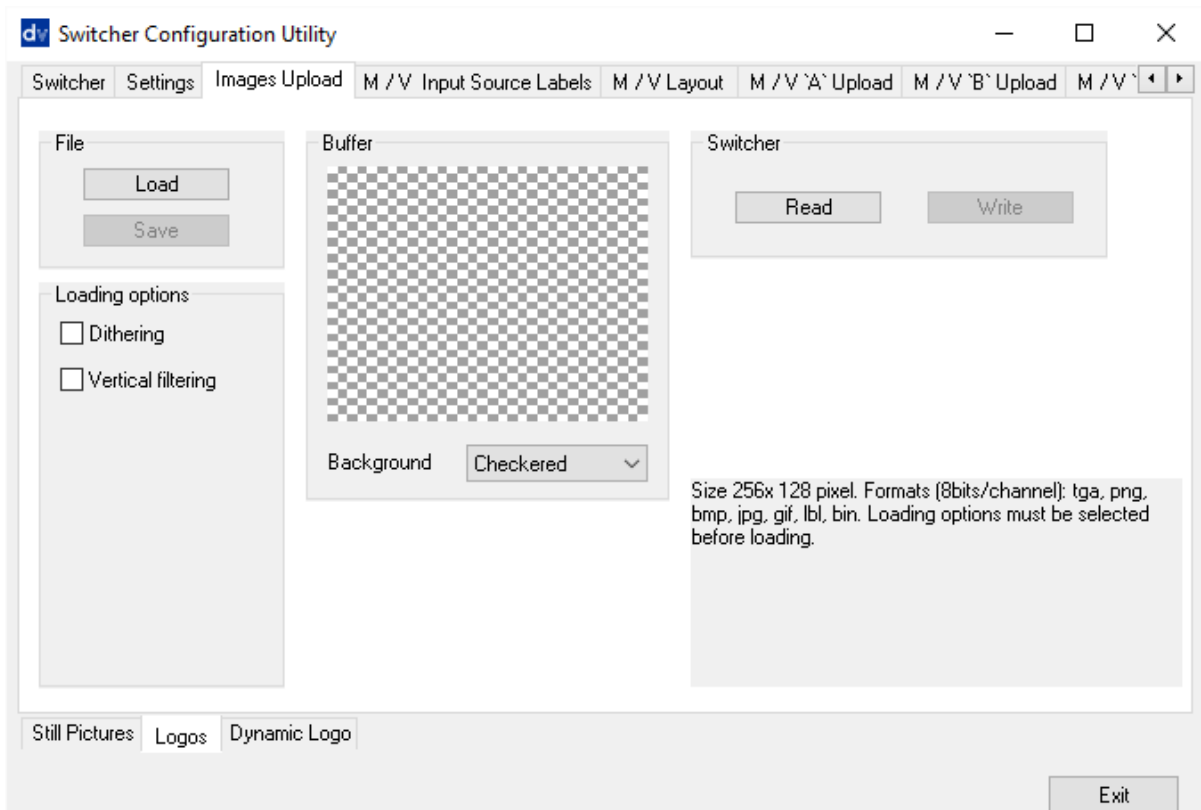 dv Switcher Configuration Utility
Switcher Settings Images Upload M / V Input Source Labels M / V Layout M / V `A` Upload M / V `B` Upload M / V `
File
Load
Save
Loading options
Dithering
Vertical filtering
Buffer
Background Checkered
Switcher
Read Write
Size 256x 128 pixel. Formats (8bits/channel): tga, png,
bmp, jpg, gif, lbl, bin. Loading options must be selected
before loading.
Still Pictures Logos Dynamic Logo
Exit